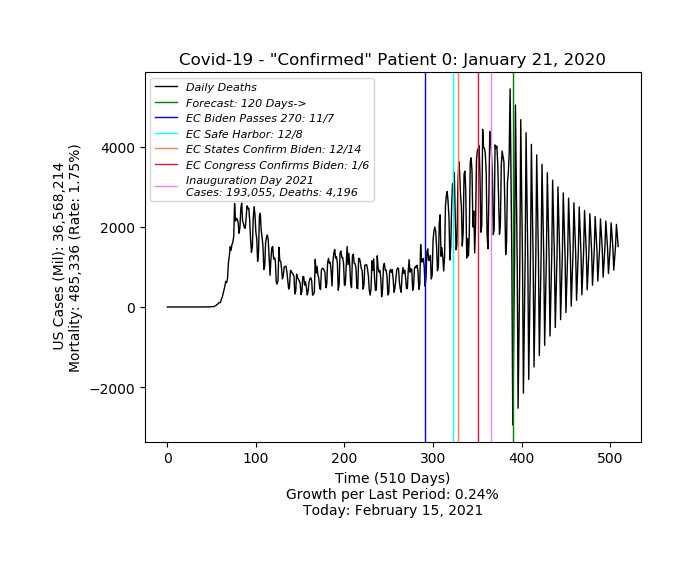 Covid-19 - "Confirmed" Patient 0: January 21, 2020
Daily Deaths
Forecast: 120 Days->
EC Biden Passes 270: 11/7
EC Safe Harbor: 12/8
EC States Confirm Biden: 12/14
EC Congress Confirms Biden: 1/6
Inauguration Day 2021
Cases: 193,055, Deaths: 4,196
US Cases (Mil): 36,568,214
Mortality: 485,336 (Rate: 1.75%)
4000
2000
0
−2000
0 100 200 300 400 500
Time (510 Days)
Growth per Last Period: 0.24%
Today: February 15, 2021